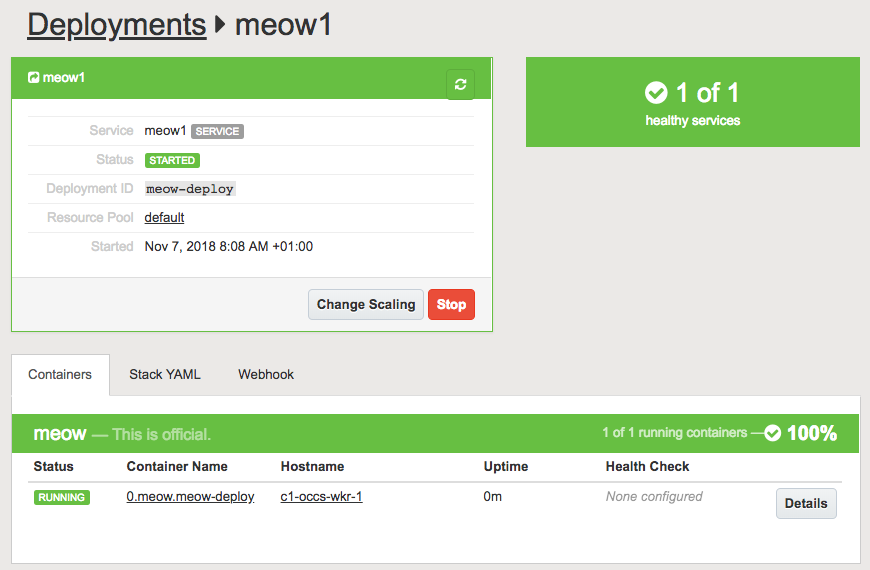 Deployments meow1
meow1
Service meow1 SERVICE
Status STARTED
Deployment ID meow-deploy
Resource Pool default
Started Nov 7, 2018 8:08 AM +01:00
Change Scaling Stop
1 of 1
healthy services
Containers Stack YAML Webhook
meow — This is official. 1 of 1 running containers — 100%
Status Container Name Hostname Uptime Health Check
RUNNING 0.meow.meow-deploy c1-occs-wkr-1 0m None configured Details